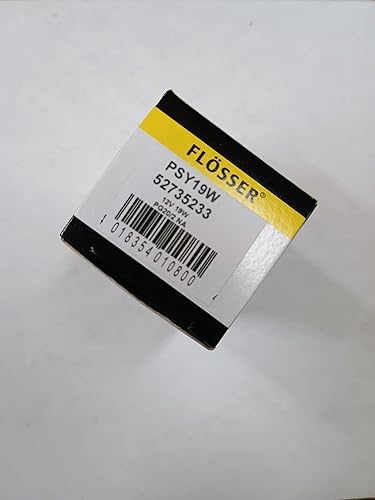 FLÖSSER®
PSY19W
52735233
12V 19W
PG20/2 NA
4 018354 010800